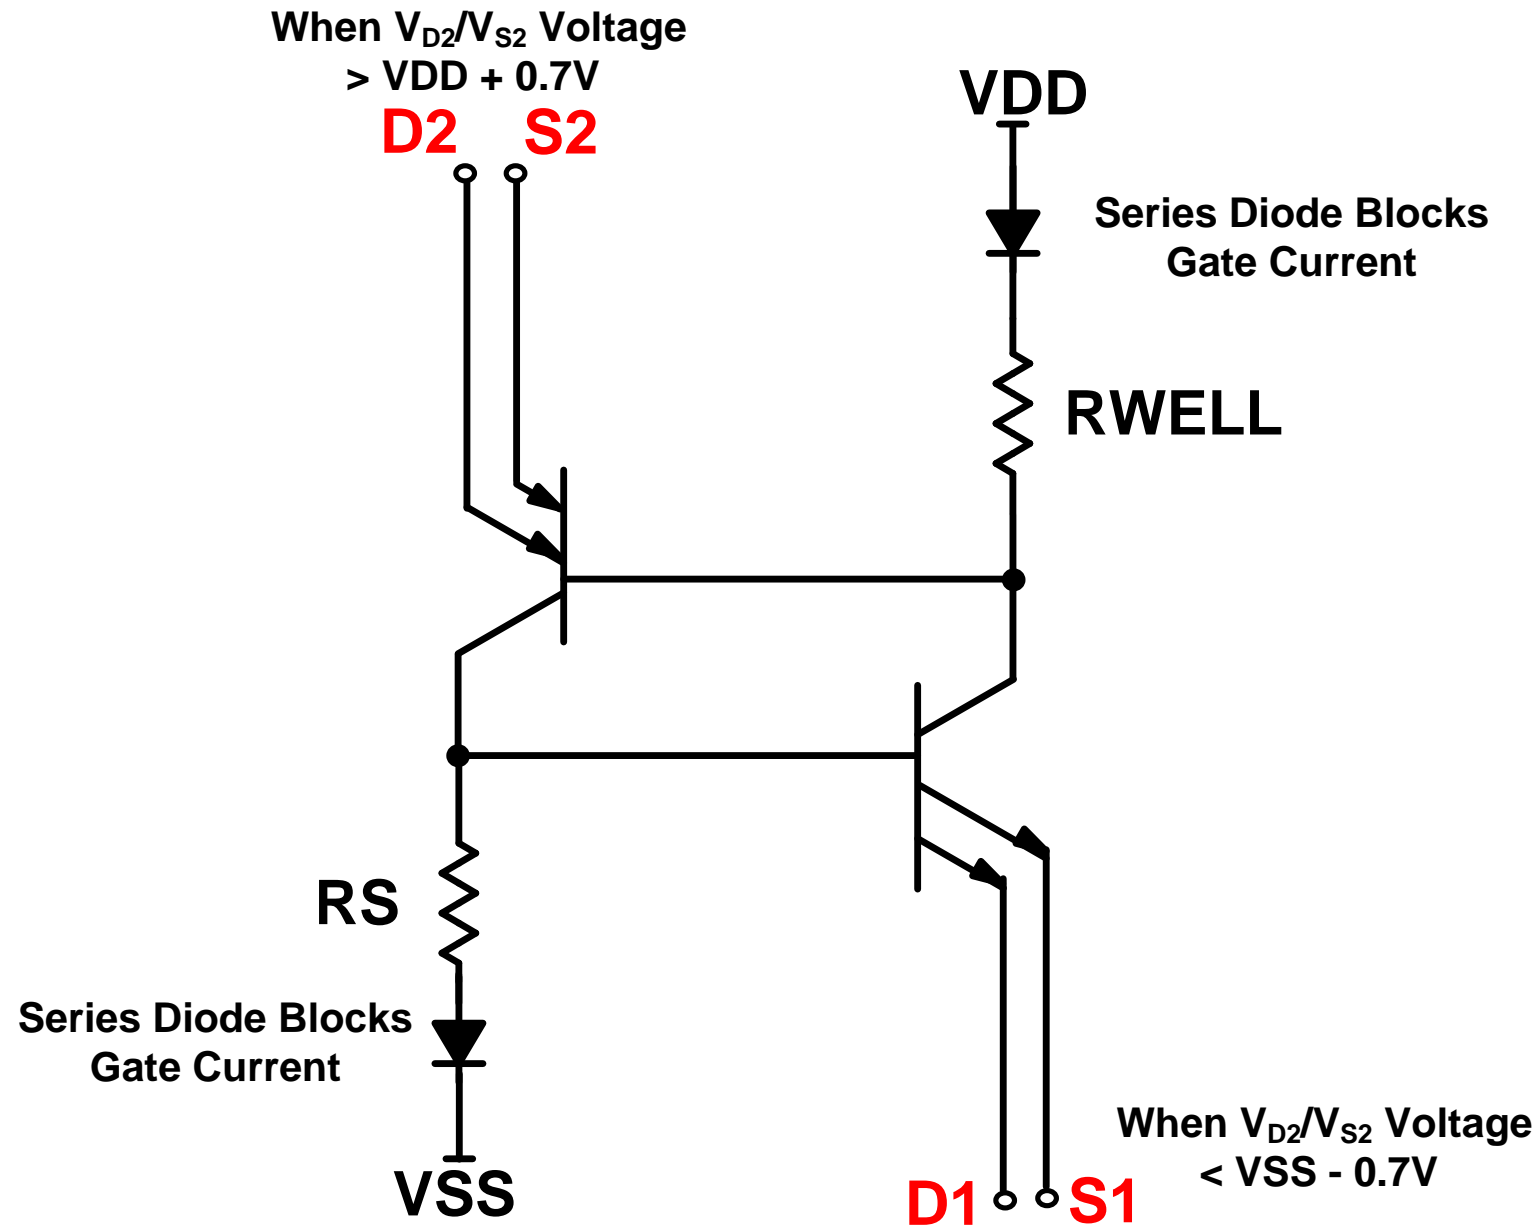 When VD2/VS2 Voltage
> VDD + 0.7V
D2 S2
VDD
Series Diode Blocks
Gate Current
RWELL
RS
Series Diode Blocks
Gate Current
VSS
When VD2/VS2 Voltage
< VSS - 0.7V
D1 S1